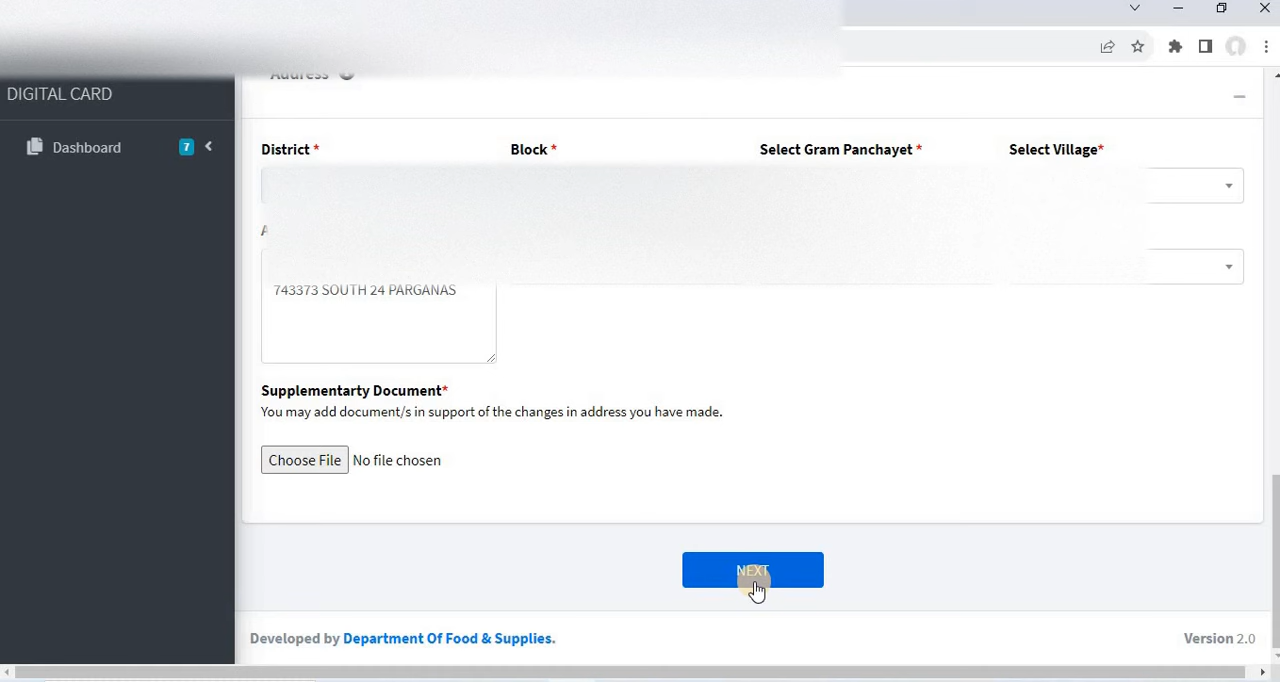 Address
DIGITAL CARD
Dashboard 7
District * Block * Select Gram Panchayet * Select Village*
743373 SOUTH 24 PARGANAS
Supplementarty Document*
You may add document/s in support of the changes in address you have made.
Choose File No file chosen
NEXT
Developed by Department Of Food & Supplies. Version 2.0